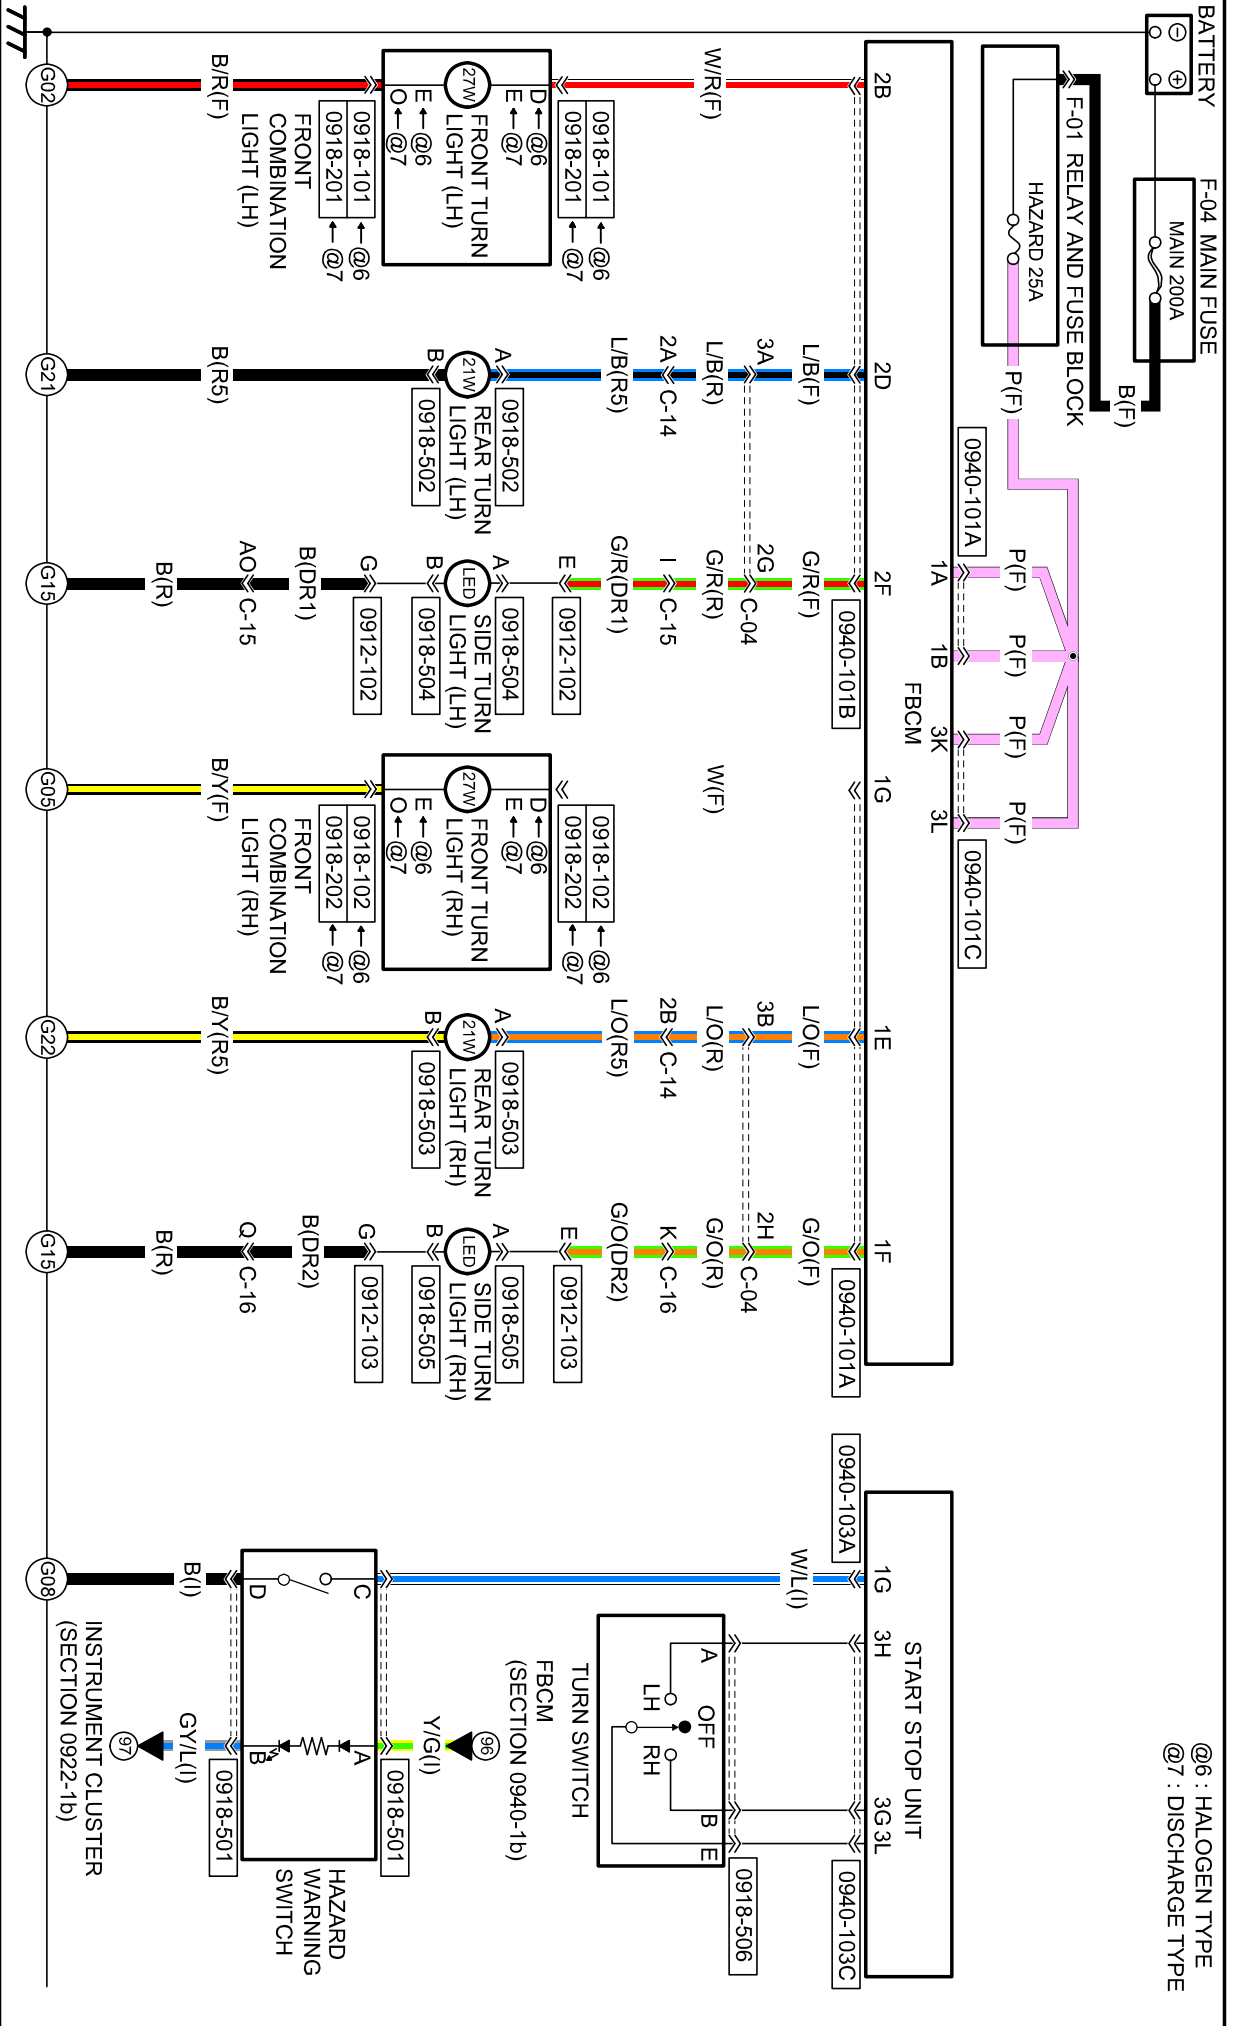 BATTERY
F-04 MAIN FUSE
MAIN 200A
B(F)
F-01 RELAY AND FUSE BLOCK
HAZARD 25A
P(F)
@6 : HALOGEN TYPE
@7 : DISCHARGE TYPE
0940-101A
P(F)
P(F)
P(F)
P(F)
0940-101C
1A
1B
3K
3L
FBCM
2B
2D
2F
1G
1E
1F
0940-101B
0940-101A
W/R(F)
L/B(F)
G/R(F)
W(F)
L/O(F)
G/O(F)
3A
2G
C-04
3B
2H
C-04
L/B(R)
G/R(R)
L/O(R)
G/O(R)
2A
C-14
I
C-15
2B
C-14
K
C-16
L/B(R5)
G/R(DR1)
L/O(R5)
G/O(DR2)
0918-101
@6
0918-201
@7
D
@6
E
@7
27W
FRONT TURN
LIGHT (LH)
E
@6
O
@7
0918-101
@6
0918-201
@7
FRONT
COMBINATION
LIGHT (LH)
B/R(F)
G02
A
0918-502
21W
REAR TURN
LIGHT (LH)
B
0918-502
B(R5)
G21
E
0912-102
A
0918-504
LED
SIDE TURN
LIGHT (LH)
B
0918-504
G
0912-102
B(DR1)
AO
C-15
B(R)
G15
0918-102
@6
0918-202
@7
D
@6
E
@7
27W
FRONT TURN
LIGHT (RH)
E
@6
O
@7
0918-102
@6
0918-202
@7
FRONT
COMBINATION
LIGHT (RH)
B/Y(F)
G05
A
0918-503
21W
REAR TURN
LIGHT (RH)
B
0918-503
B/Y(R5)
G22
E
0912-103
A
0918-505
LED
SIDE TURN
LIGHT (RH)
B
0918-505
G
0912-103
B(DR2)
Q
C-16
B(R)
G15
START STOP UNIT
1G
3H
3G
3L
0940-103A
0940-103C
W/L(I)
0918-506
A
B
E
OFF
LH
RH
TURN SWITCH
FBCM
(SECTION 0940-1b)
96
Y/G(I)
0918-501
C
A
D
B
HAZARD
WARNING
SWITCH
0918-501
B(I)
GY/L(I)
G08
97
INSTRUMENT CLUSTER
(SECTION 0922-1b)